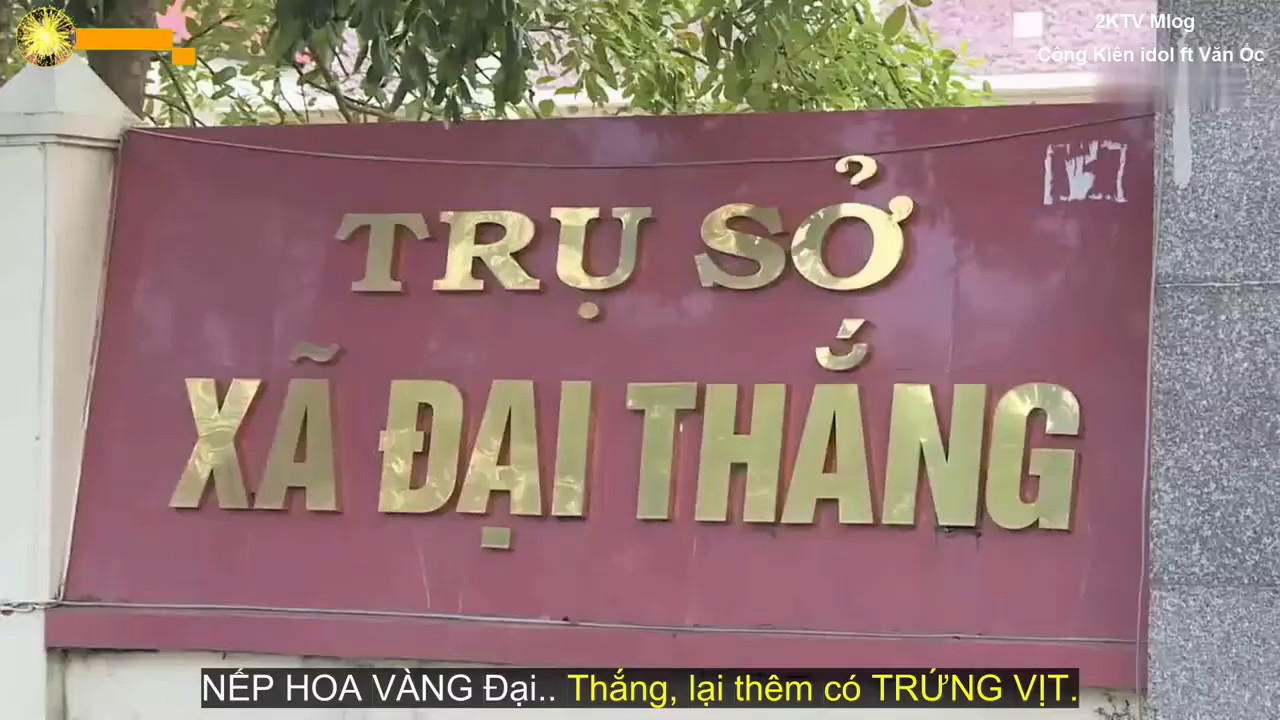 2KTV Mlog
Công Kiên idol ft Văn Ốc
TRỤ SỞ
XÃ ĐẠI THẮNG
NẾP HOA VÀNG Đại.. Thắng, lại thêm có TRỨNG VỊT.